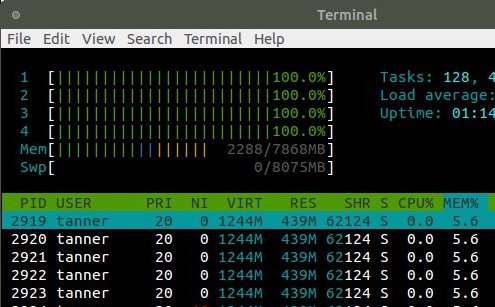 Terminal
File Edit View Search Terminal Help
1 [||||||||||||||||||||||||100.0%] Tasks: 128, 4
2 [||||||||||||||||||||||||100.0%] Load average:
3 [||||||||||||||||||||||||100.0%] Uptime: 01:14
4 [||||||||||||||||||||||||100.0%]
Mem[||||||||||||||||| 2288/7868MB]
Swp[ 0/8075MB]
PID USER PRI NI VIRT RES SHR S CPU% MEM%
2919 tanner 20 0 1244M 439M 62124 S 0.0 5.6
2920 tanner 20 0 1244M 439M 62124 S 0.0 5.6
2921 tanner 20 0 1244M 439M 62124 S 0.0 5.6
2922 tanner 20 0 1244M 439M 62124 S 0.0 5.6
2923 tanner 20 0 1244M 439M 62124 S 0.0 5.6